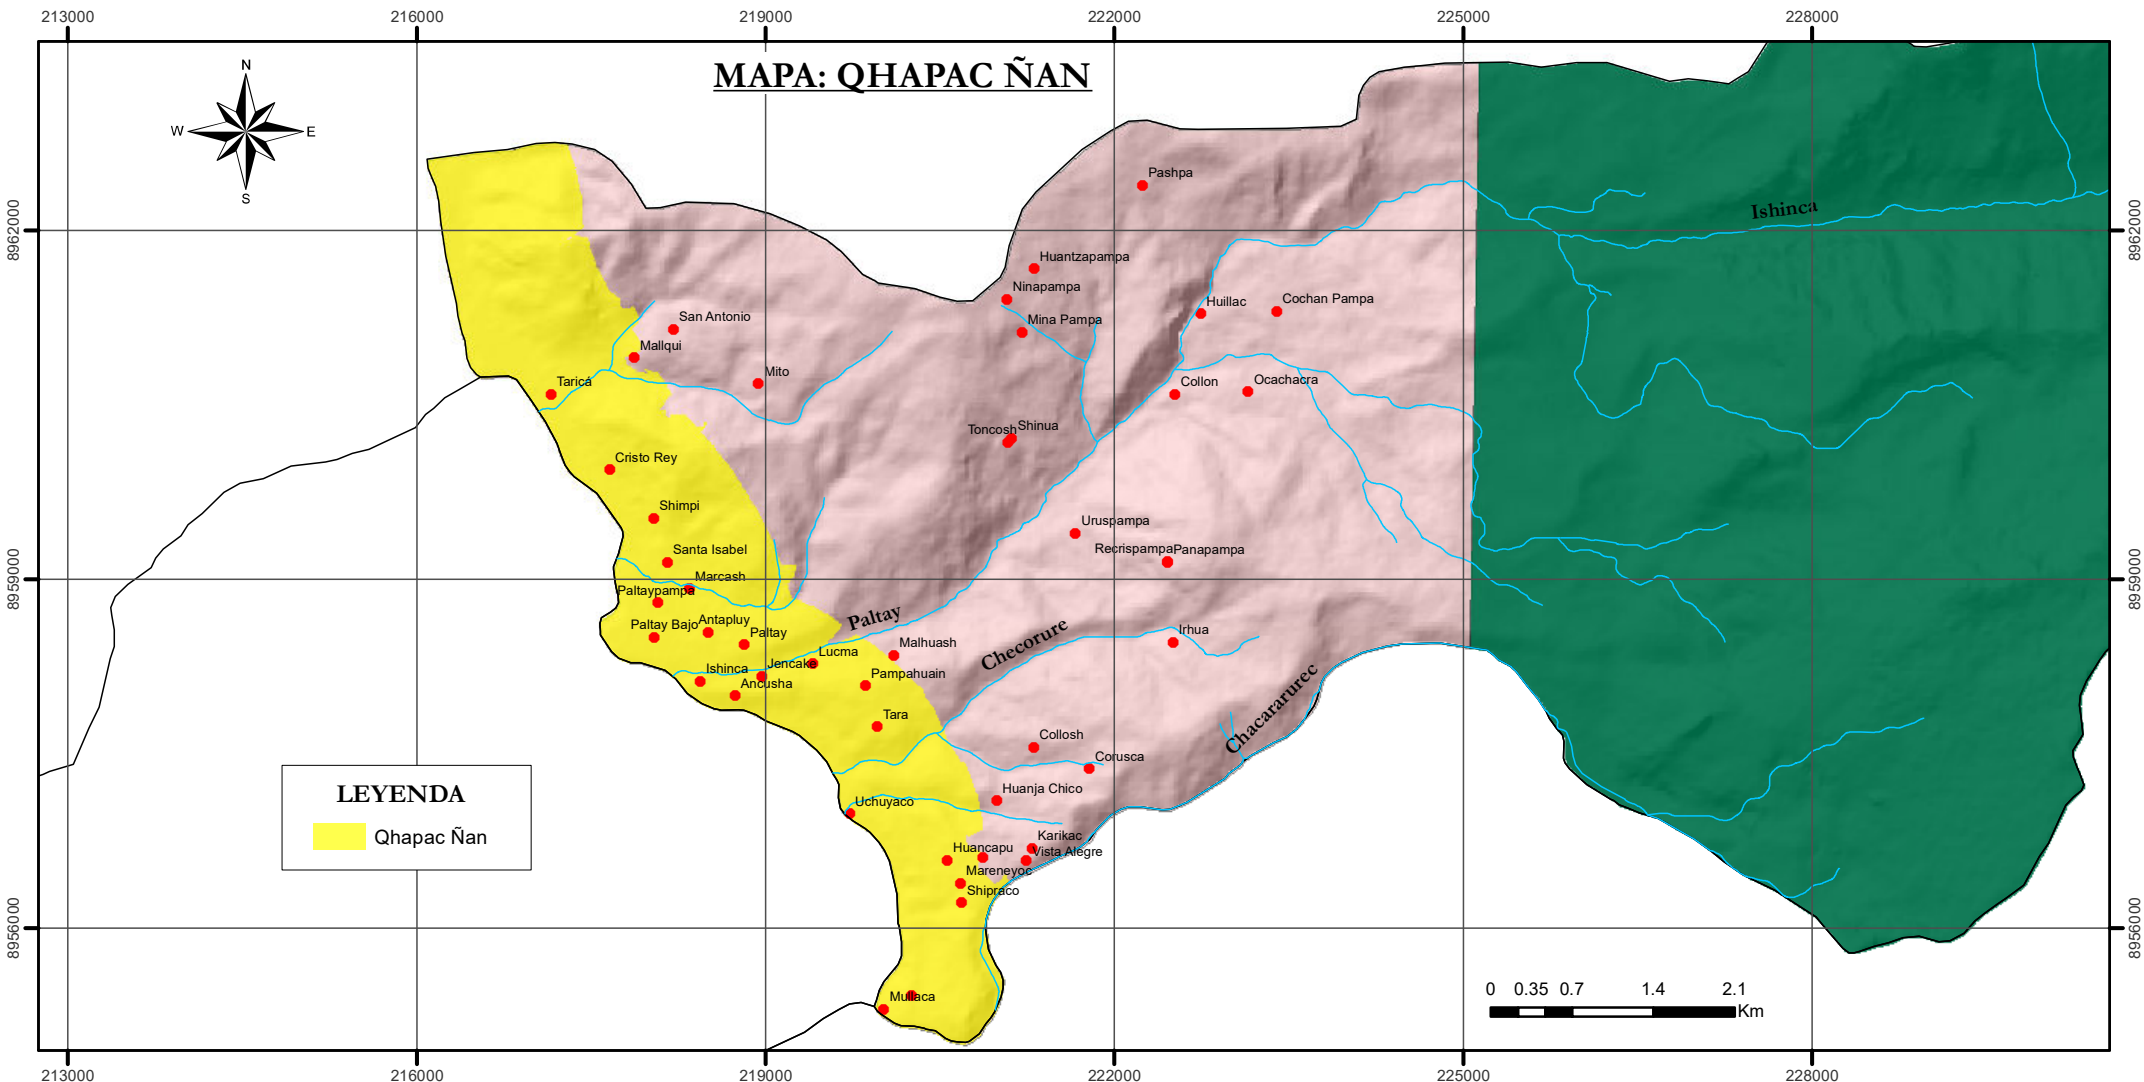 213000
216000
219000
222000
225000
228000
MAPA: QHAPAC ÑAN
N
W
E
S
8962000
8962000
Pashpa
Ishinca
Huantzapampa
Ninapampa
Huillac
Cochan Pampa
San Antonio
Mina Pampa
Mallqui
Mito
Taricá
Collon
Ocachacra
Toncosh
Shinua
Cristo Rey
Shimpi
Uruspampa
Santa Isabel
Recrispampa
Panapampa
8959000
8959000
Marcash
Paltaypampa
Paltay
Antapluy
Paltay Bajo
Paltay
Checorure
Irhua
Malhuash
Lucma
Jencake
Ishinca
Pampahuain
Ancusha
Chacararurec
Tara
Collosh
Corusca
Huanja Chico
Uchuyaco
Karikac
Huancapu
Vista Alegre
Mareneyoc
Shipraco
8956000
8956000
Mullaca
LEYENDA
Qhapac Ñan
0 0.35 0.7 1.4 2.1
Km
213000
216000
219000
222000
225000
228000